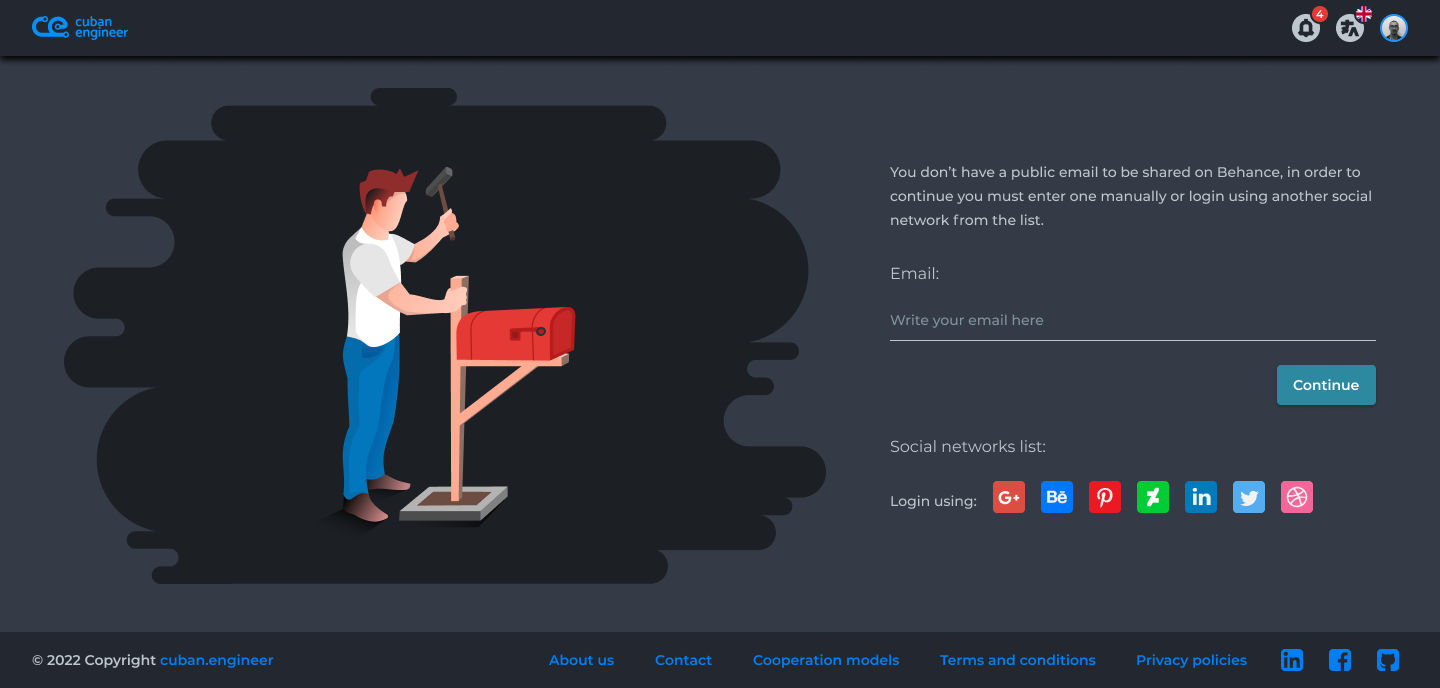 cuban
engineer
4
You don't have a public email to be shared on Behance, in order to
continue you must enter one manually or login using another social
network from the list.
Email:
Write your email here
Continue
Social networks list:
Login using: G+ Bē in
© 2022 Copyright cuban.engineer About us Contact Cooperation models Terms and conditions Privacy policies in